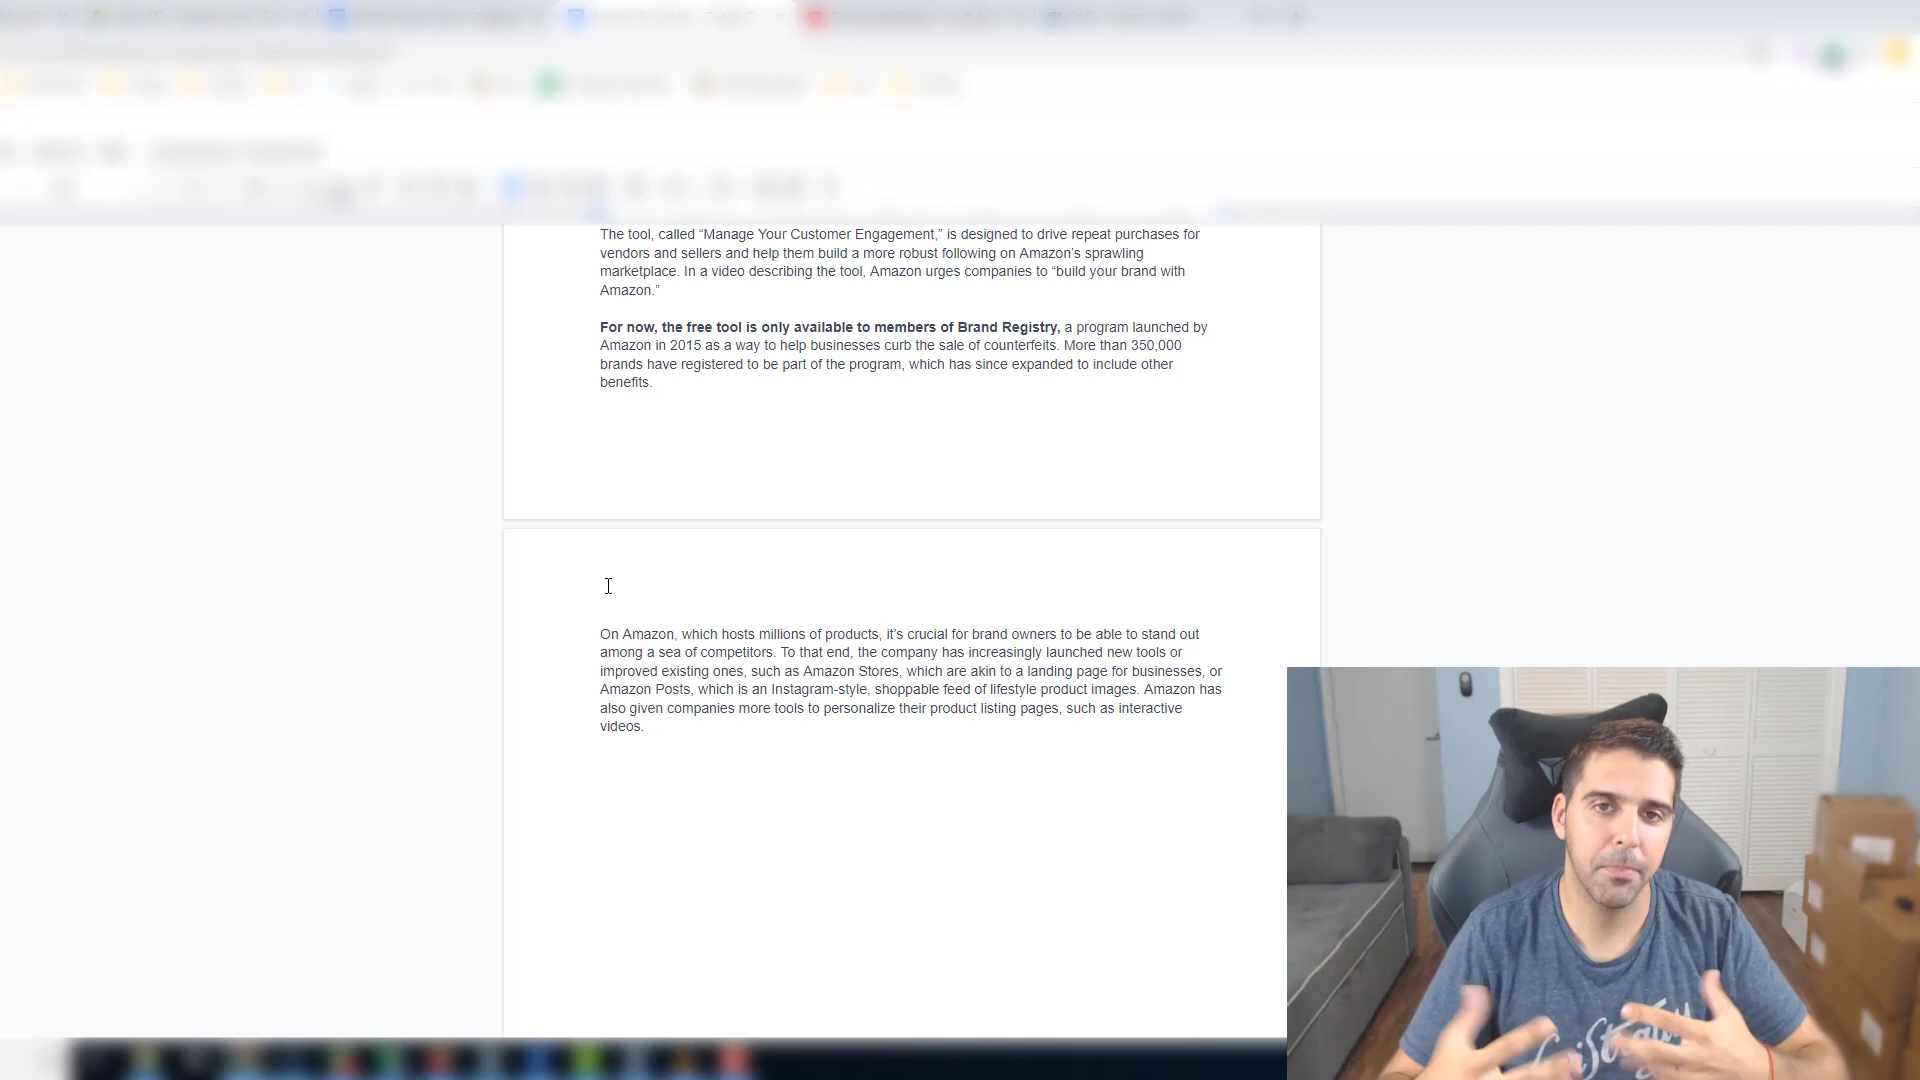 The tool, called “Manage Your Customer Engagement,” is designed to drive repeat purchases for
vendors and sellers and help them build a more robust following on Amazon’s sprawling
marketplace. In a video describing the tool, Amazon urges companies to “build your brand with
Amazon.”
For now, the free tool is only available to members of Brand Registry, a program launched by
Amazon in 2015 as a way to help businesses curb the sale of counterfeits. More than 350,000
brands have registered to be part of the program, which has since expanded to include other
benefits.
On Amazon, which hosts millions of products, it’s crucial for brand owners to be able to stand out
among a sea of competitors. To that end, the company has increasingly launched new tools or
improved existing ones, such as Amazon Stores, which are akin to a landing page for businesses, or
Amazon Posts, which is an Instagram-style, shoppable feed of lifestyle product images. Amazon has
also given companies more tools to personalize their product listing pages, such as interactive
videos.